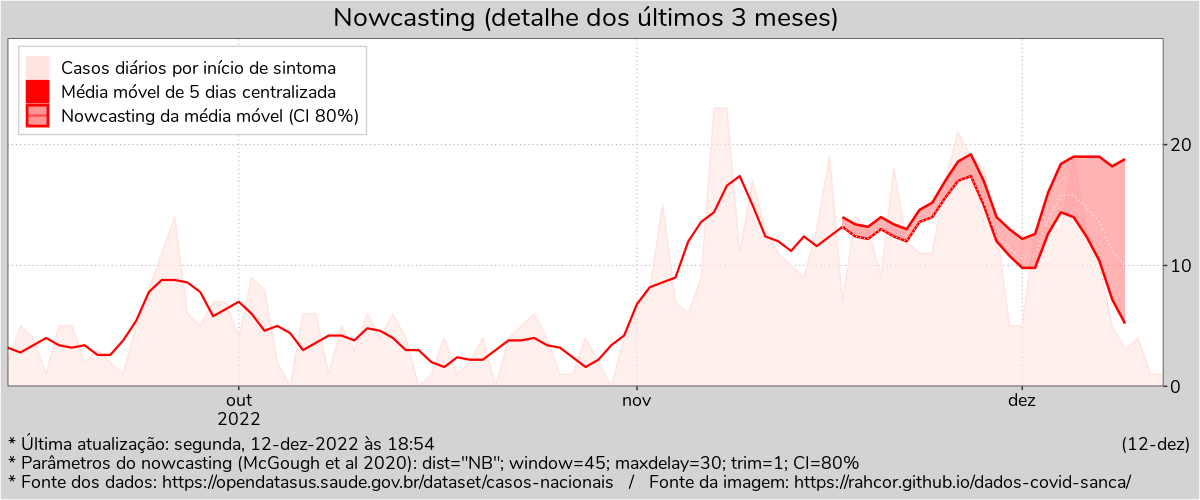 Nowcasting (detalhe dos últimos 3 meses)
Casos diários por início de sintoma
Média móvel de 5 dias centralizada
Nowcasting da média móvel (CI 80%)
20
10
0
out
nov
dez
2022
* Última atualização: segunda, 12-dez-2022 às 18:54
(12-dez)
* Parâmetros do nowcasting (McGough et al 2020): dist="NB"; window=45; maxdelay=30; trim=1; CI=80%
* Fonte dos dados: https://opendatasus.saude.gov.br/dataset/casos-nacionais / Fonte da imagem: https://rahcor.github.io/dados-covid-sanca/